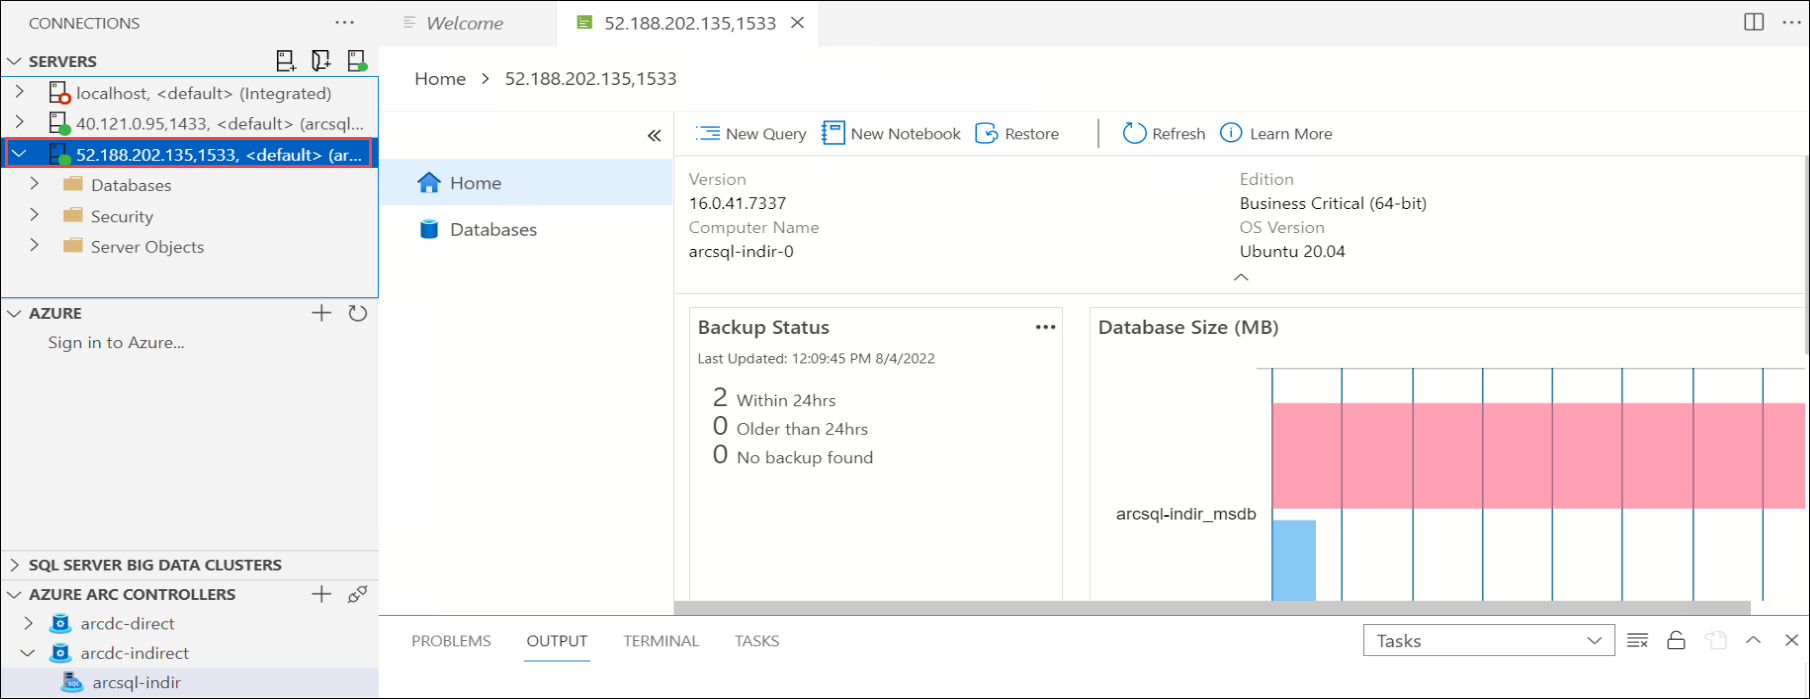 CONNECTIONS
SERVERS
localhost, <default> (Integrated)
40.121.0.95,1433, <default> (arcsql...
52.188.202.135,1533, <default> (ar...
Databases
Security
Server Objects
AZURE
Sign in to Azure...
SQL SERVER BIG DATA CLUSTERS
AZURE ARC CONTROLLERS
arcdc-direct
arcdc-indirect
arcsql-indir
Welcome
52.188.202.135,1533
Home > 52.188.202.135,1533
Home
Databases
New Query
New Notebook
Restore
Refresh
Learn More
Version
16.0.41.7337
Computer Name
arcsql-indir-0
Edition
Business Critical (64-bit)
OS Version
Ubuntu 20.04
Backup Status
Last Updated: 12:09:45 PM 8/4/2022
2 Within 24hrs
0 Older than 24hrs
0 No backup found
Database Size (MB)
arcsql-indir_msdb
PROBLEMS
OUTPUT
TERMINAL
TASKS
Tasks